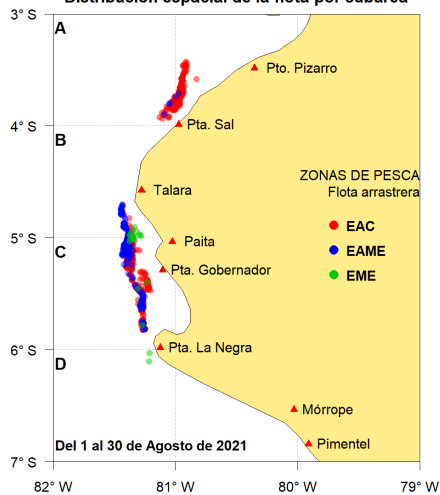 Distribución espacial de la flota por subárea
3° S
A
Pto. Pizarro
4° S
Pta. Sal
B
ZONAS DE PESCA
Flota arrastrera
Talara
EAC
5° S
Paita
EAME
C
Pta. Gobernador
EME
6° S
Pta. La Negra
D
Mórrope
Del 1 al 30 de Agosto de 2021
Pimentel
7° S
82° W
81° W
80° W
79° W